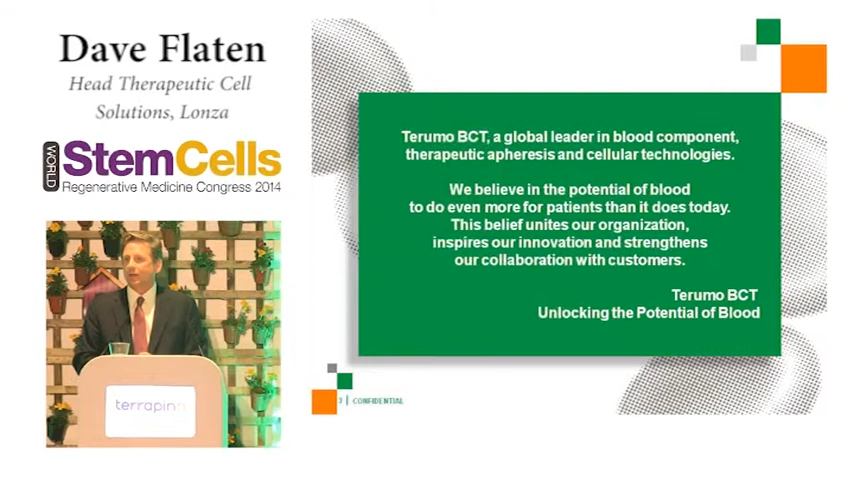 Dave Flaten
Head Therapeutic Cell
Solutions, Lonza
WORLD
StemCells
Regenerative Medicine Congress 2014
terrapinn
Terumo BCT, a global leader in blood component,
therapeutic apheresis and cellular technologies.
We believe in the potential of blood
to do even more for patients than it does today.
This belief unites our organization,
inspires our innovation and strengthens
our collaboration with customers.
Terumo BCT
Unlocking the Potential of Blood
3 | CONFIDENTIAL